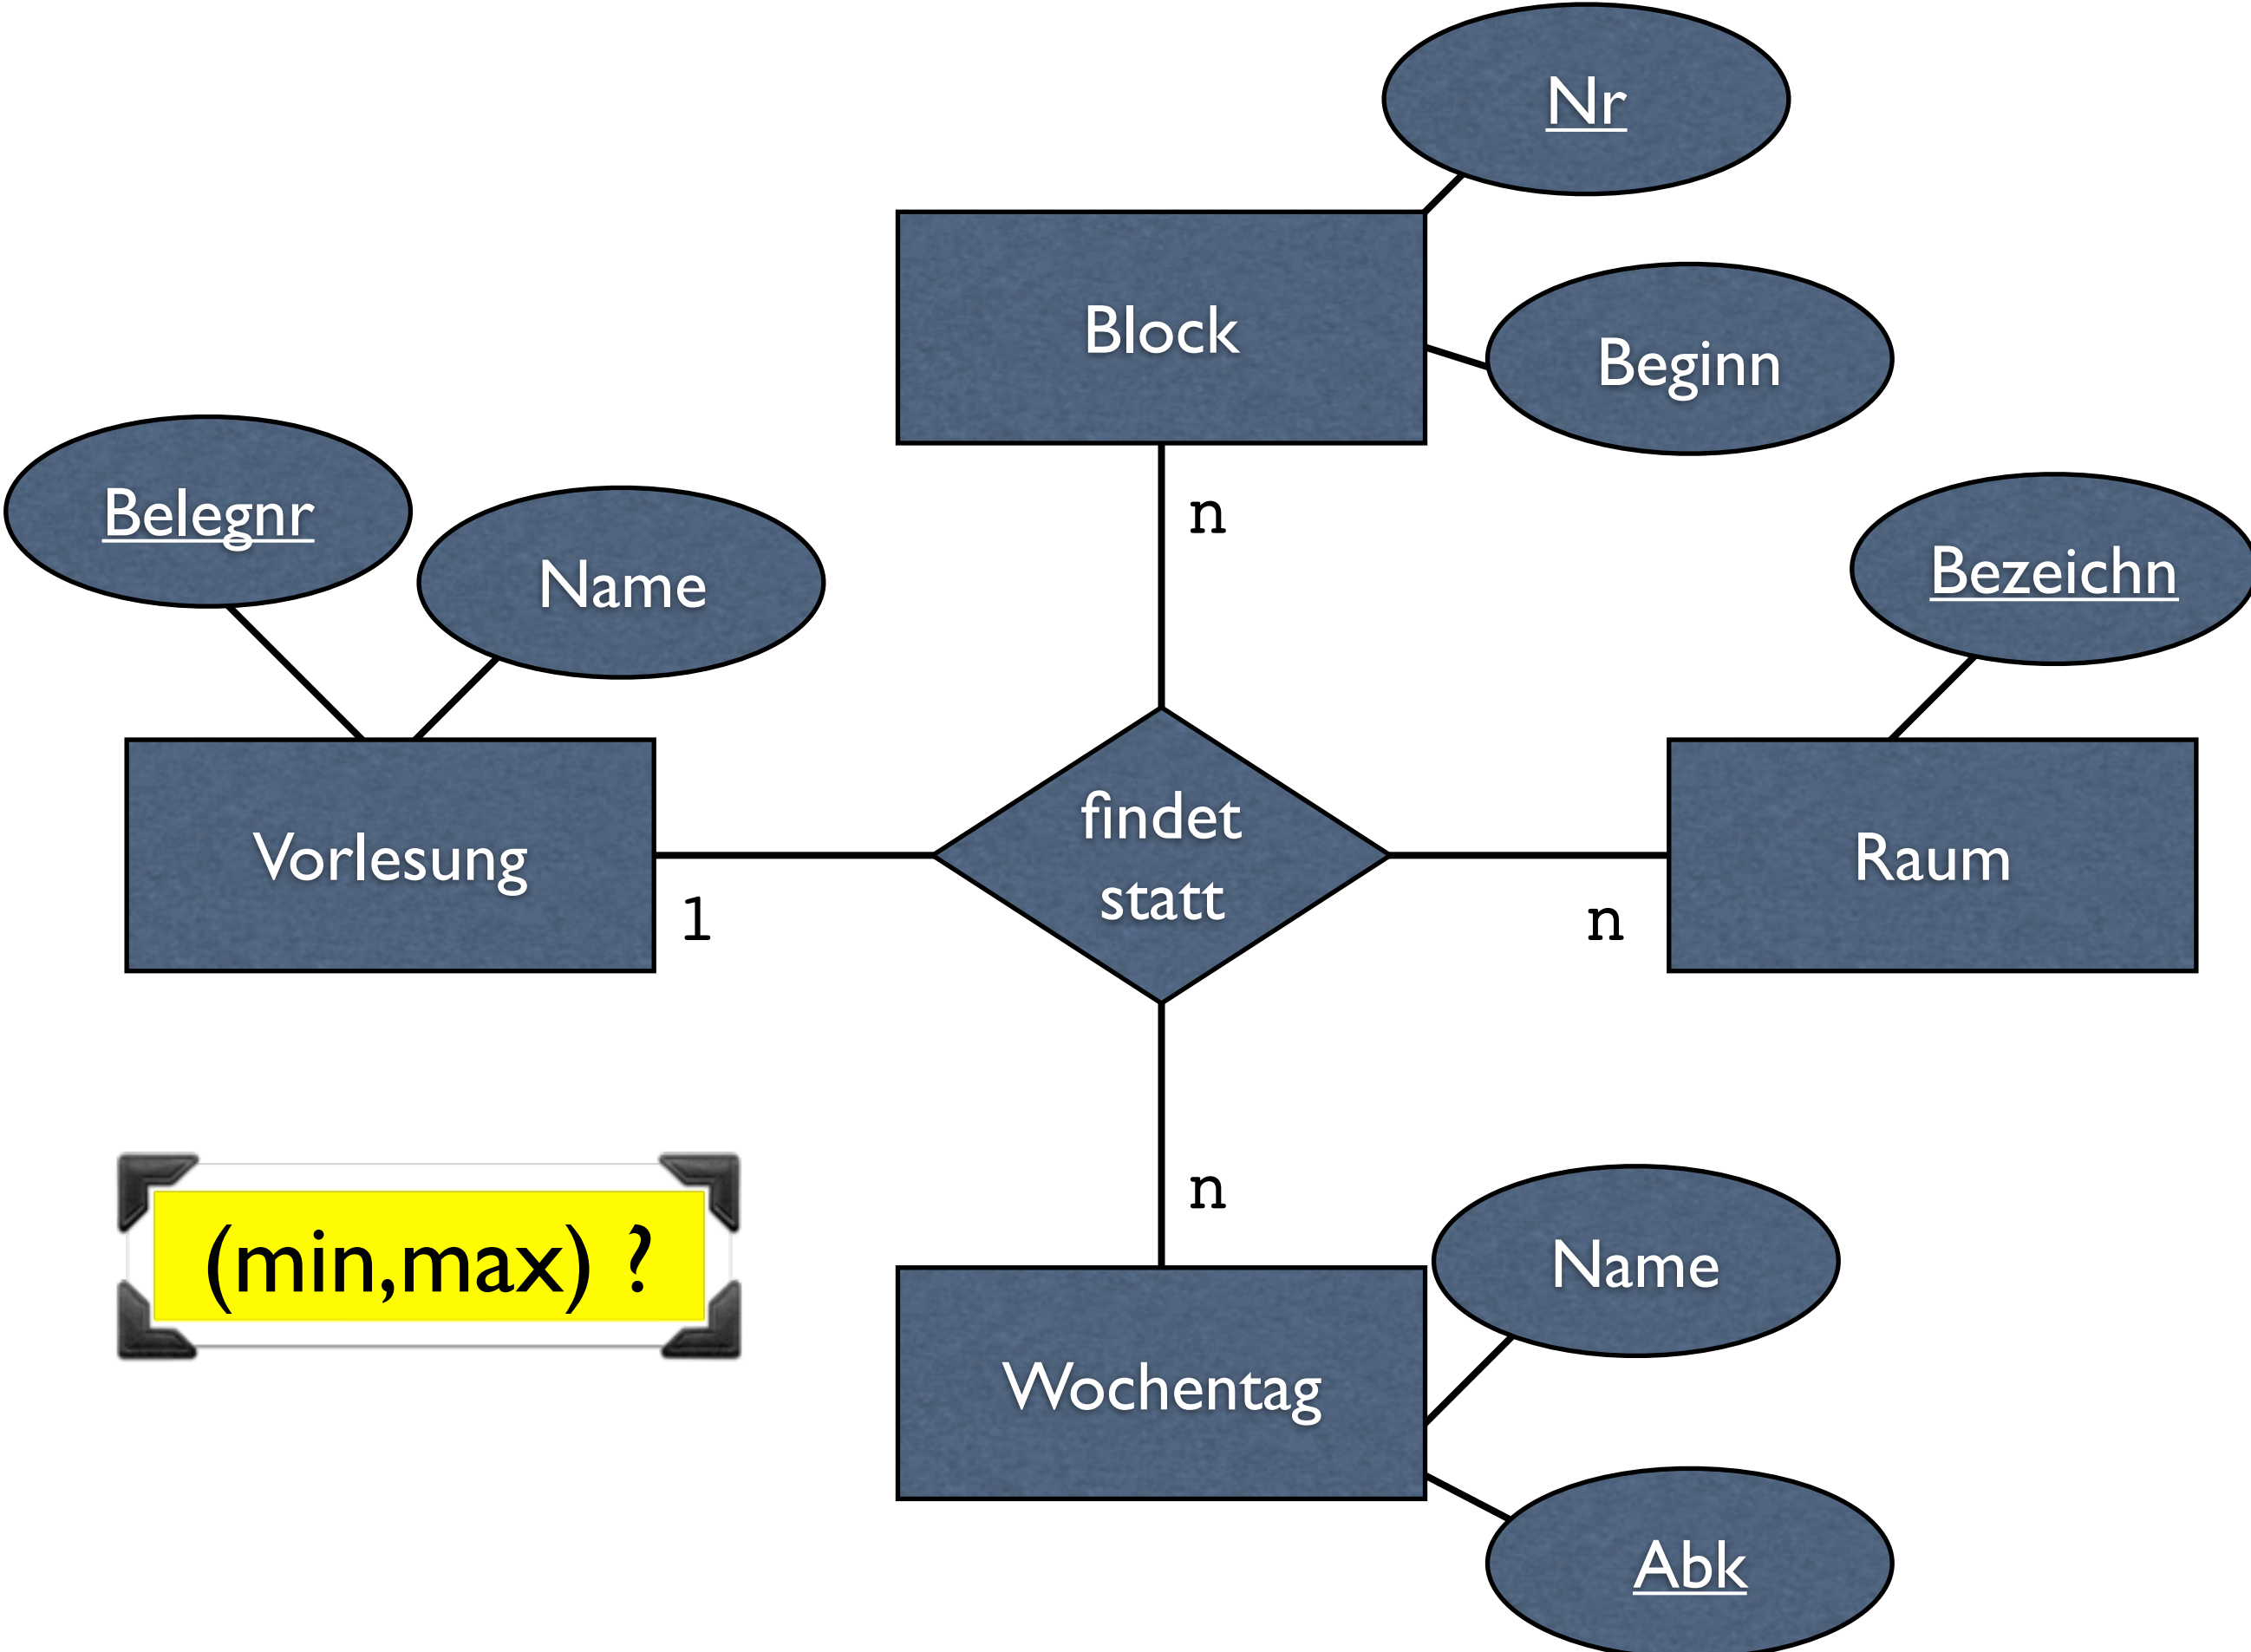 Nr
Block
Beginn
Belegnr
Name
n
Bezeichn
Vorlesung
1
findet
statt
n
Raum
n
(min,max) ?
Name
Wochentag
Abk